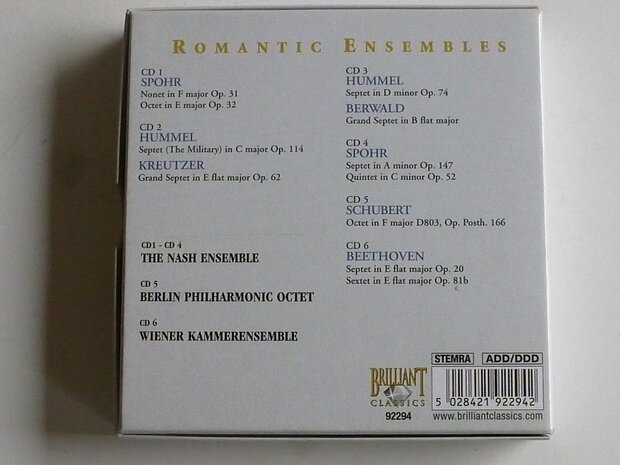 ROMANTIC ENSEMBLES
CD 1
SPOHR
Nonet in F major Op. 31
Octet in E major Op. 32
CD 2
HUMMEL
Septet (The Military) in C major Op. 114
KREUTZER
Grand Septet in E flat major Op. 62
CD1 - CD 4
THE NASH ENSEMBLE
CD 5
BERLIN PHILHARMONIC OCTET
CD 6
WIENER KAMMERENSEMBLE
CD 3
HUMMEL
Septet in D minor Op. 74
BERWALD
Grand Septet in B flat major
CD 4
SPOHR
Septet in A minor Op. 147
Quintet in C minor Op. 52
CD 5
SCHUBERT
Octet in F major D803, Op. Posth. 166
CD 6
BEETHOVEN
Septet in E flat major Op. 20
Sextet in E flat major Op. 81b
BRILLIANT
CLASSICS
92294
STEMRA ADD/DDD
5 028421 922942
www.brilliantclassics.com